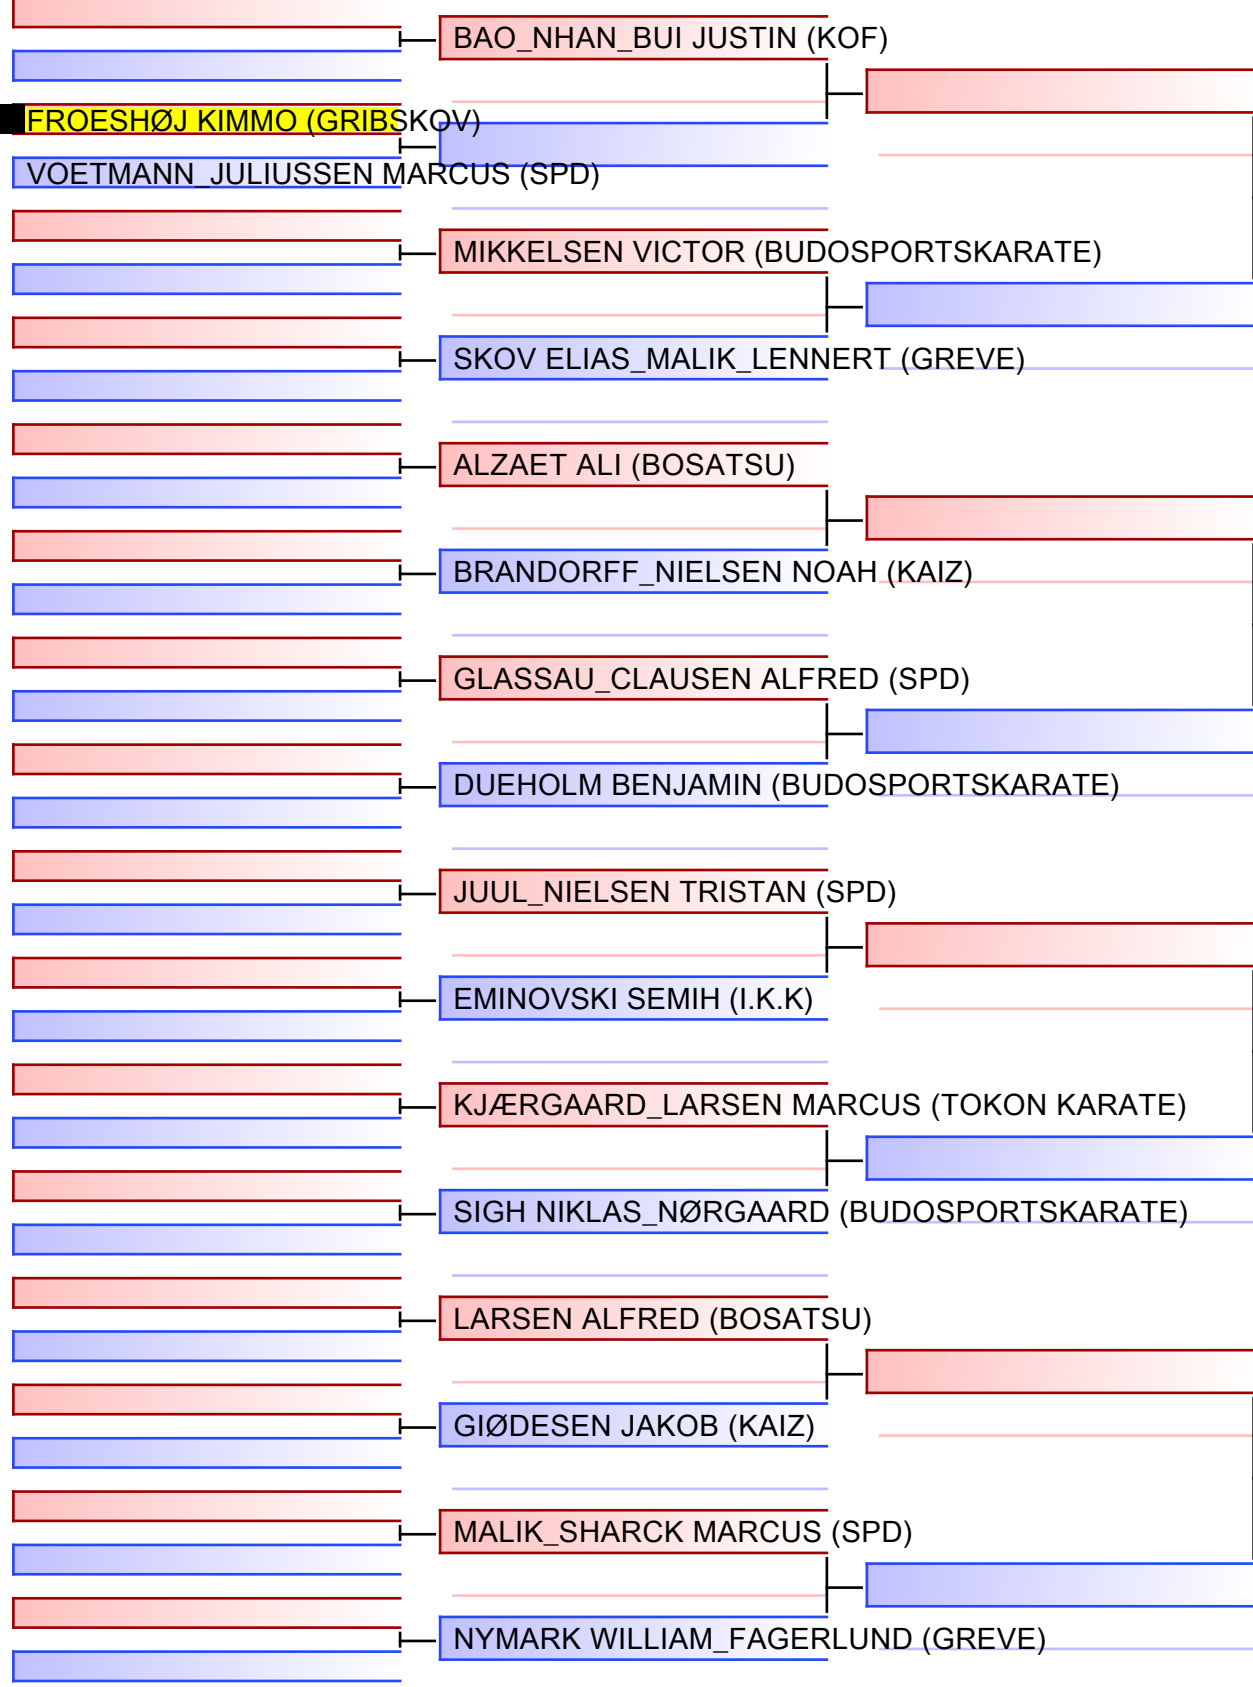 BAO_NHAN_BUI JUSTIN (KOF)
FROESHØJ KIMMO (GRIBSKOV)
VOETMANN_JULIUSSEN MARCUS (SPD)
MIKKELSEN VICTOR (BUDOSPORTSKARATE)
SKOV ELIAS_MALIK_LENNERT (GREVE)
ALZAET ALI (BOSATSU)
BRANDORFF_NIELSEN NOAH (KAIZ)
GLASSAU_CLAUSEN ALFRED (SPD)
DUEHOLM BENJAMIN (BUDOSPORTSKARATE)
JUUL_NIELSEN TRISTAN (SPD)
EMINOVSKI SEMIH (I.K.K)
KJÆRGAARD_LARSEN MARCUS (TOKON KARATE)
SIGH NIKLAS_NØRGAARD (BUDOSPORTSKARATE)
LARSEN ALFRED (BOSATSU)
GIØDESEN JAKOB (KAIZ)
MALIK_SHARCK MARCUS (SPD)
NYMARK WILLIAM_FAGERLUND (GREVE)